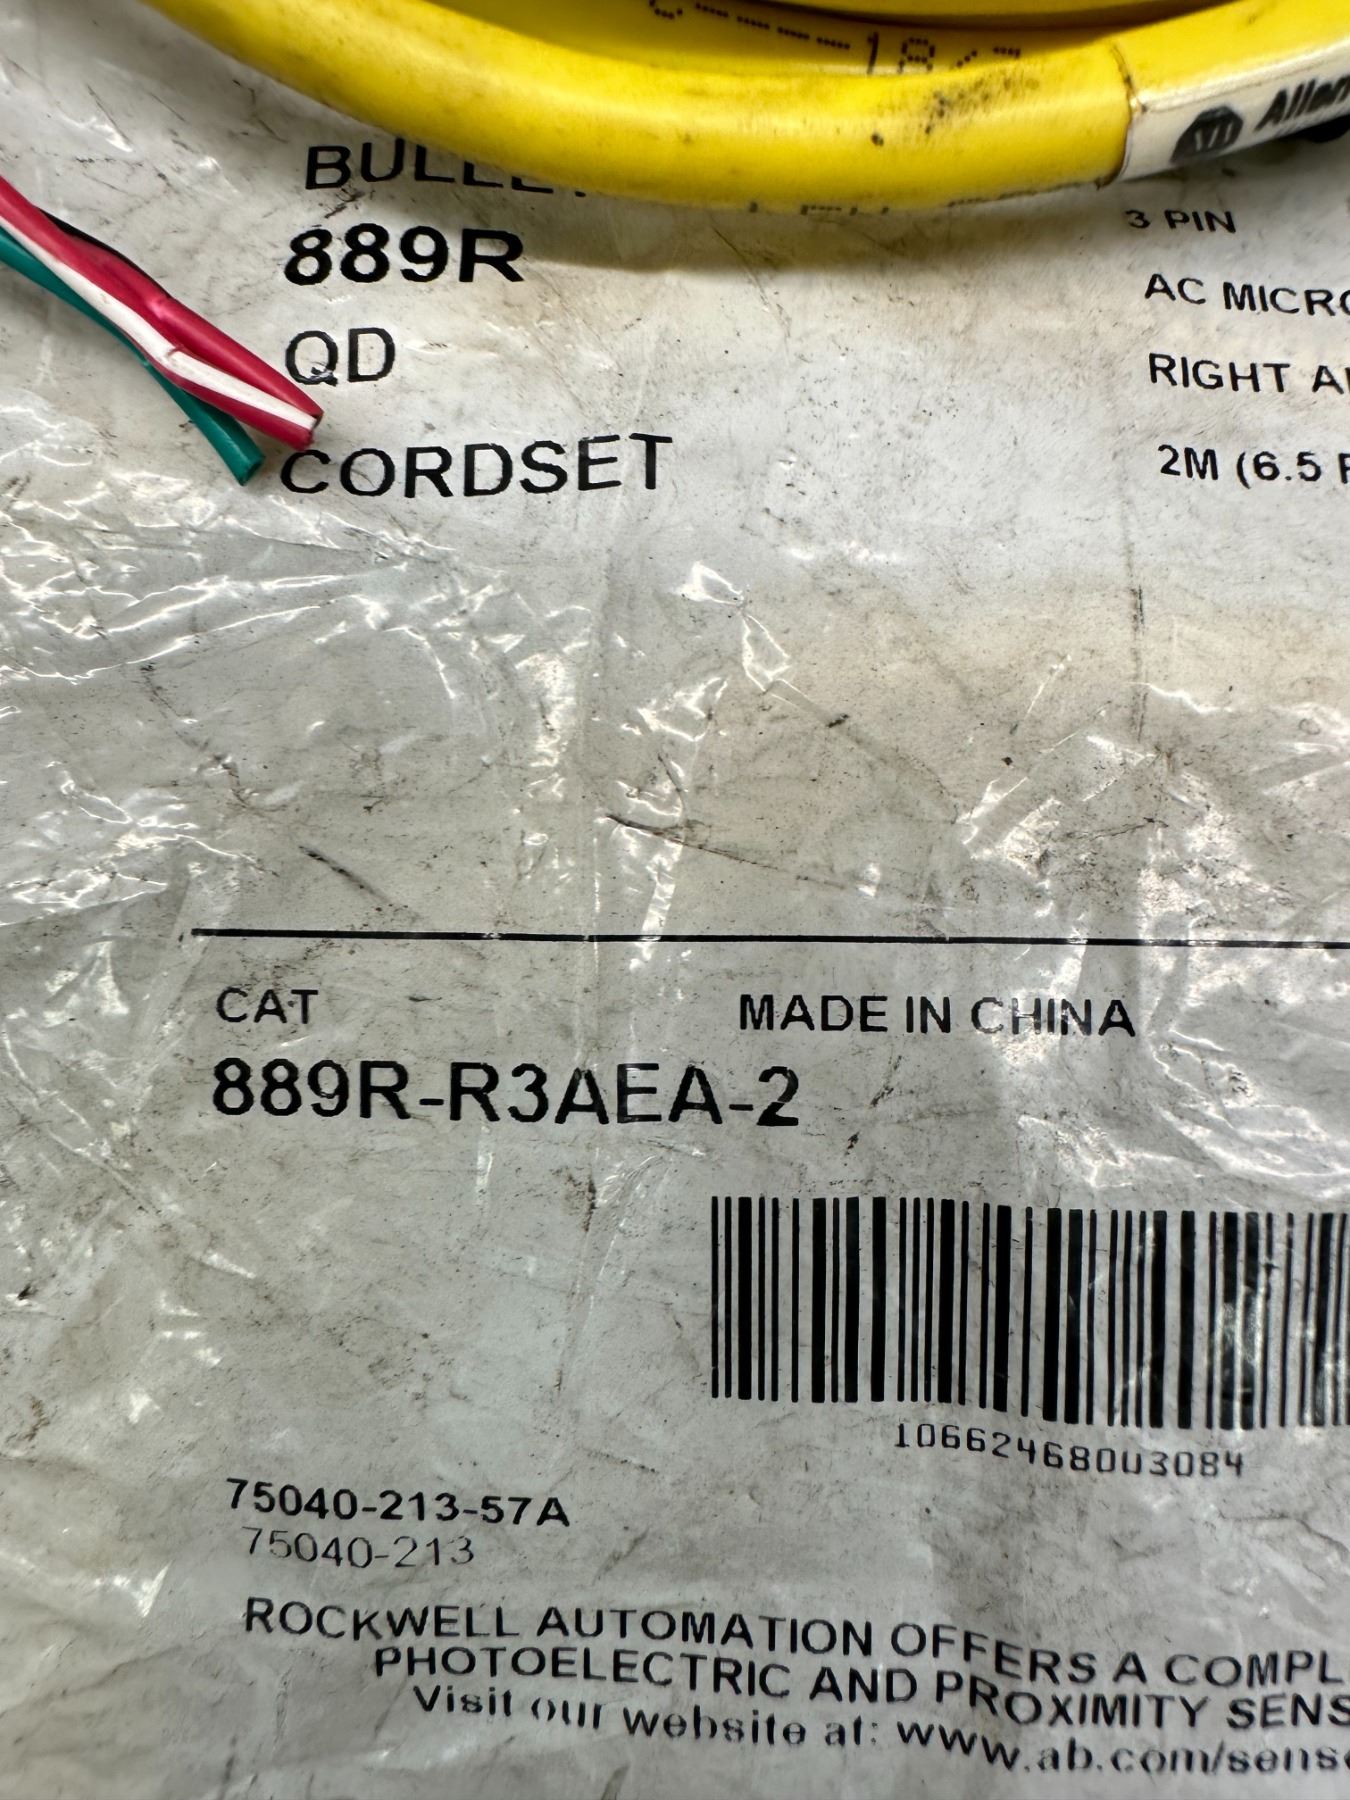 889R
3 PIN
QD
AC MICRO
RIGHT
CORDSET
2M (6.5
CAT
MADE IN CHINA
889R-R3AEA-2
75040-213-57A
75040-213
ROCKWELL AUTOMATION OFFERS A COMPL
PHOTOELECTRIC AND PROXIMITY SENS
Visit our website at: www.ab.com/sens